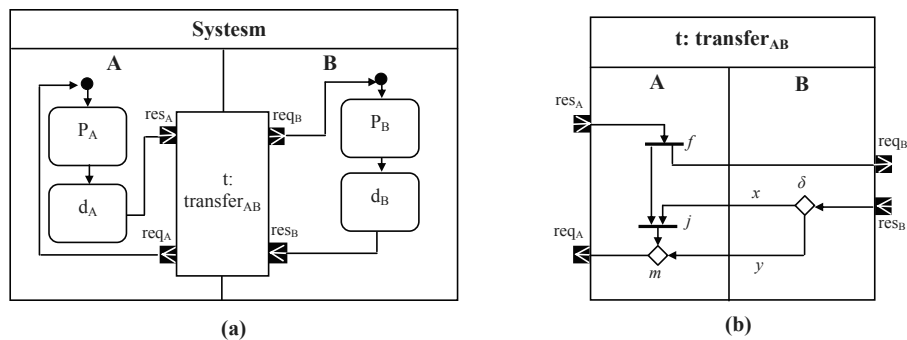 Systesm
A
B
P_A
d_A
res_A
req_A
t:
transfer_AB
req_B
res_B
P_B
d_B
(a)
t: transfer_AB
A
B
res_A
f
req_B
x
δ
j
res_B
req_A
m
y
(b)